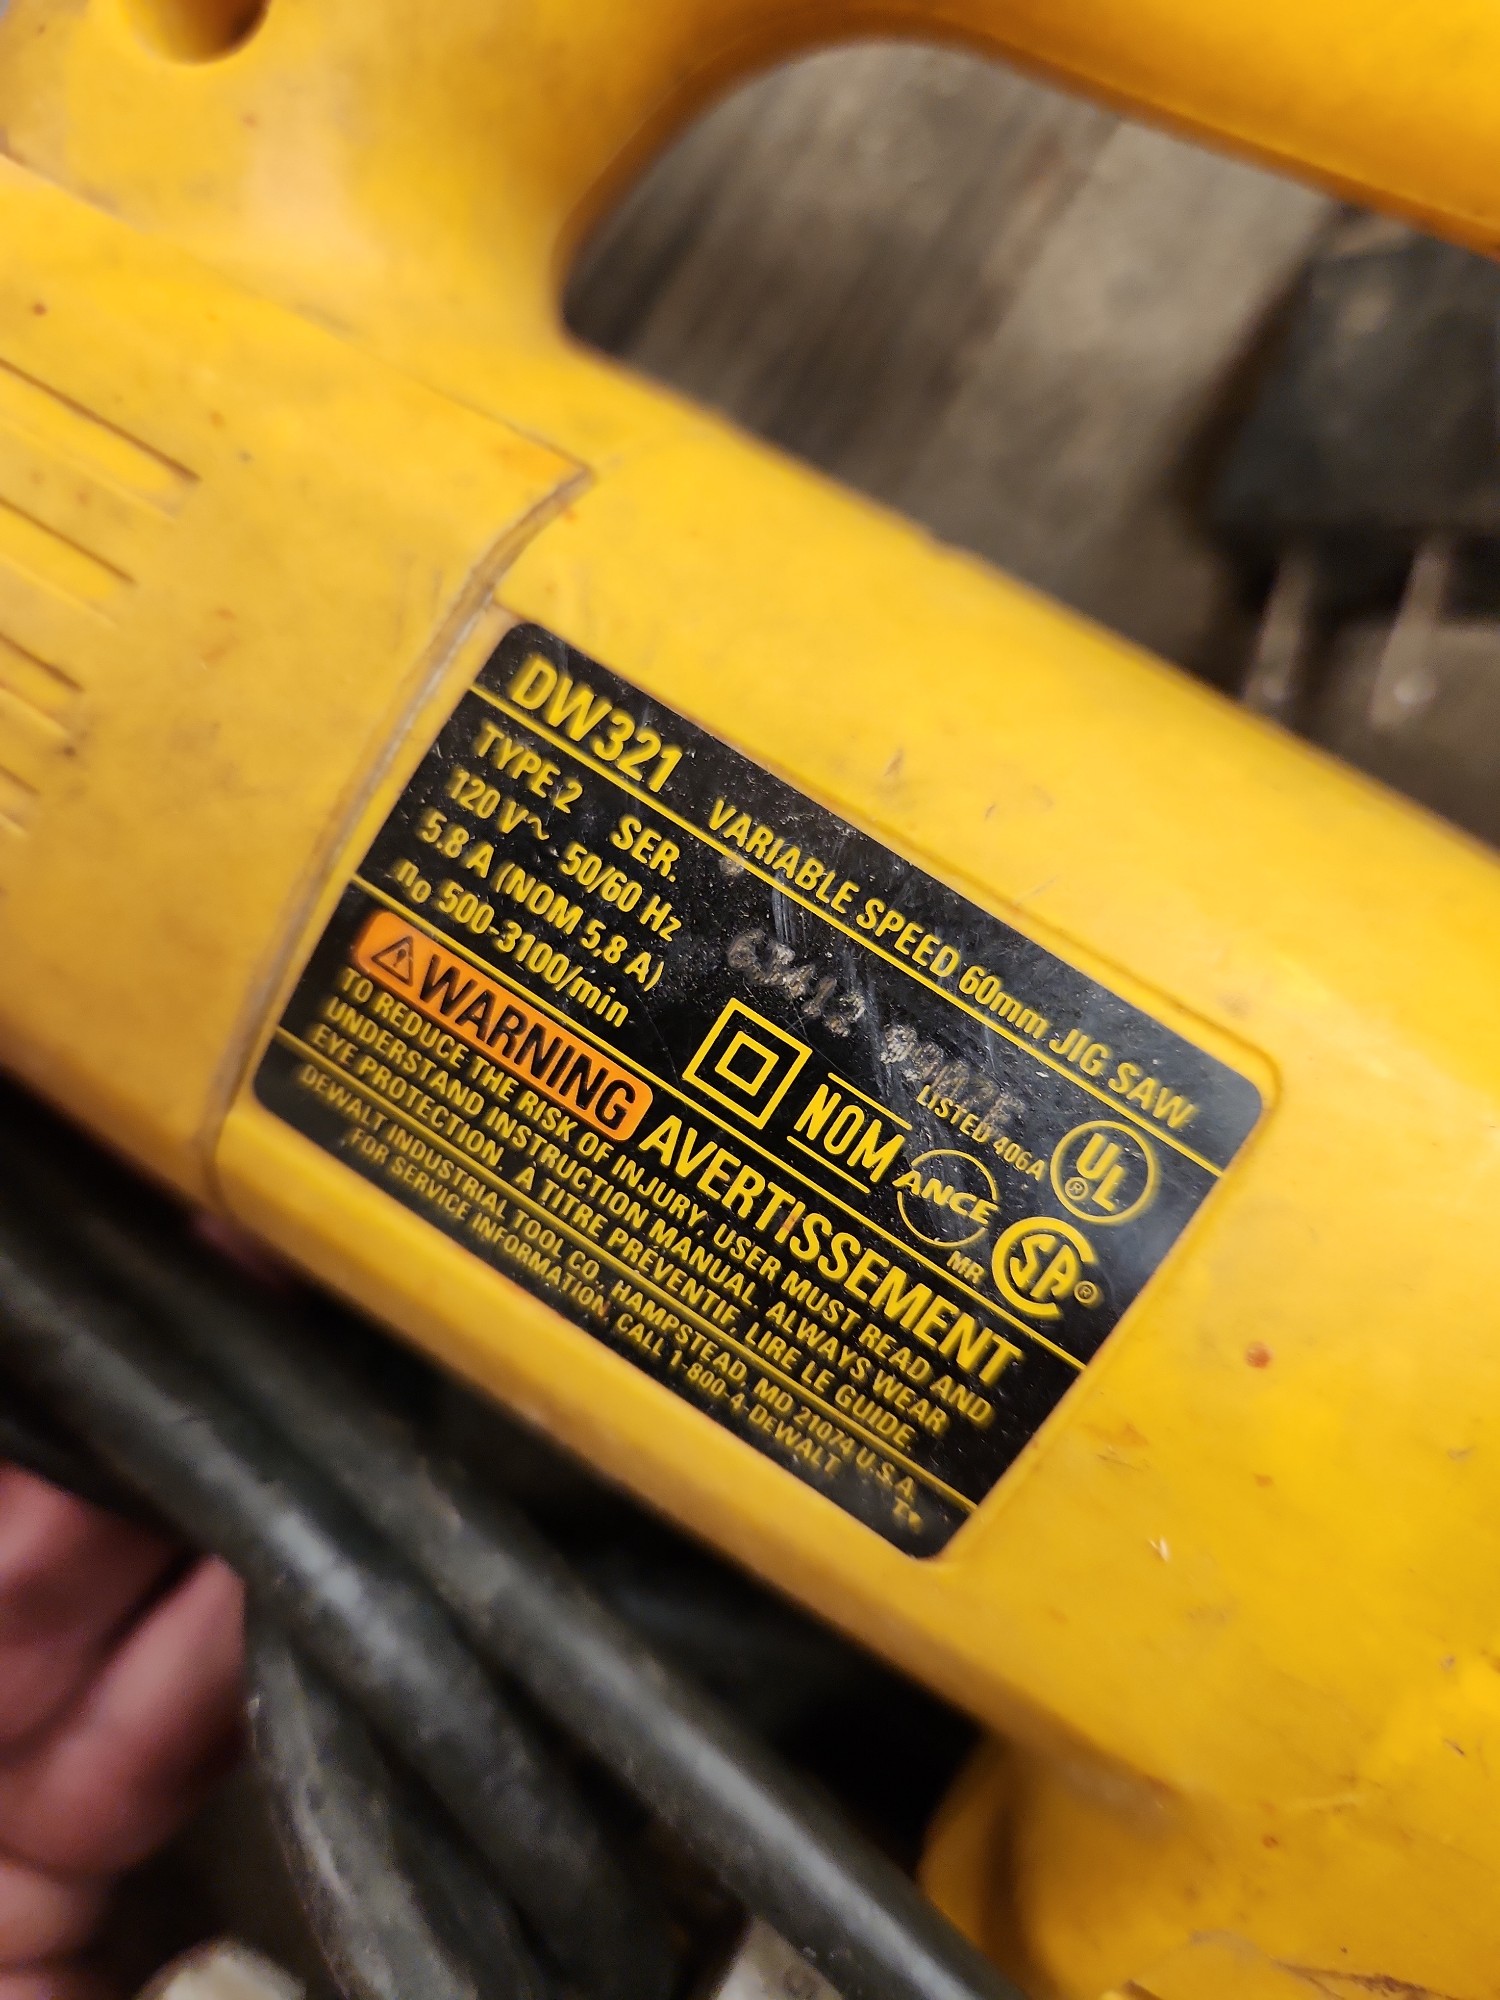 DW321 VARIABLE SPEED 60mm JIG SAW
TYPE 2 SER.
120 V~ 50/60 Hz
5.8 A (NOM 5,8 A)
no 500-3100/min
LISTED 406A
UL®
NOM
ANCE
MR
SA®
⚠WARNING AVERTISSEMENT
TO REDUCE THE RISK OF INJURY, USER MUST READ AND
UNDERSTAND INSTRUCTION MANUAL. ALWAYS WEAR
EYE PROTECTION. À TITRE PRÉVENTIF, LIRE LE GUIDE.
DEWALT INDUSTRIAL TOOL CO., HAMPSTEAD, MD 21074 U.S.A.
FOR SERVICE INFORMATION, CALL 1-800-4-DEWALT